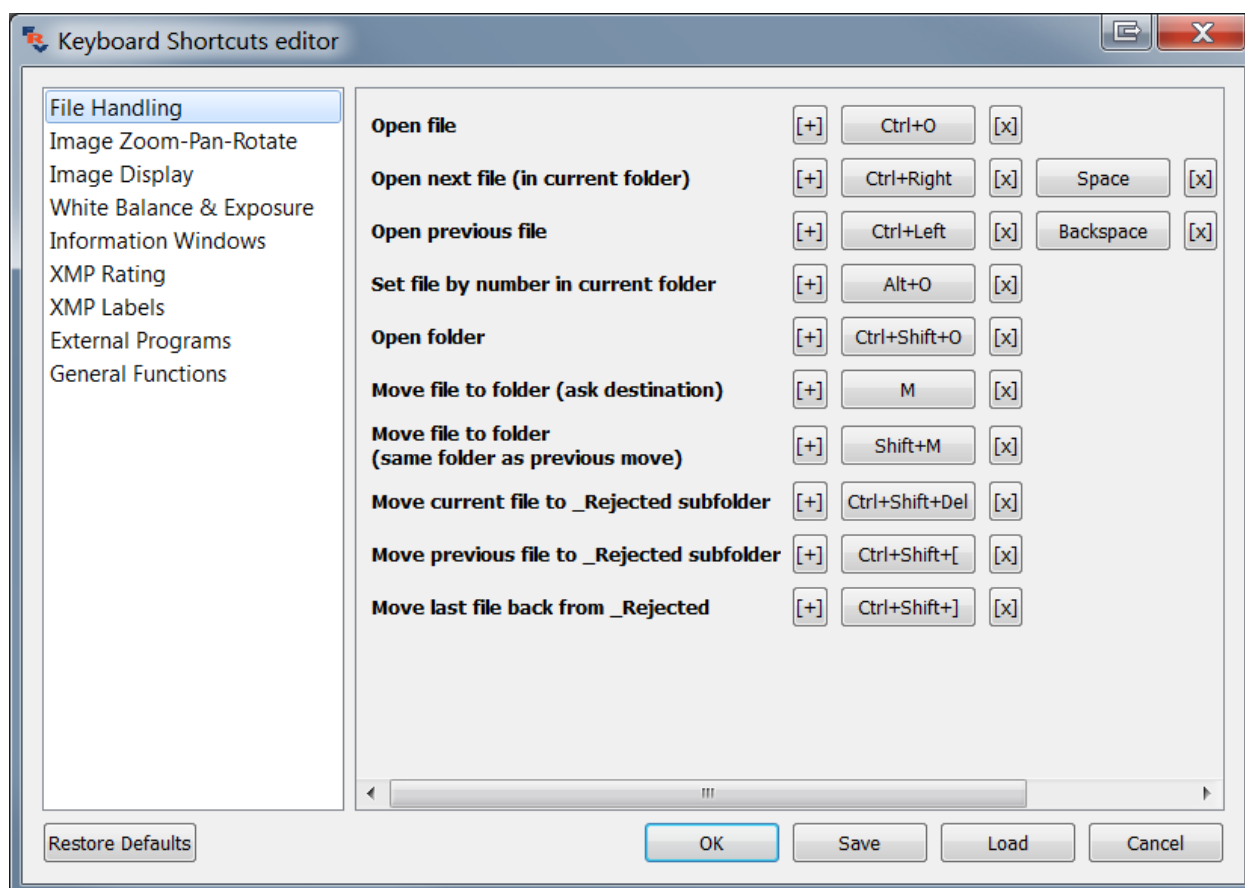 Keyboard Shortcuts editor
File Handling
Image Zoom-Pan-Rotate
Image Display
White Balance & Exposure
Information Windows
XMP Rating
XMP Labels
External Programs
General Functions
Open file [+] Ctrl+O [x]
Open next file (in current folder) [+] Ctrl+Right [x] Space [x]
Open previous file [+] Ctrl+Left [x] Backspace [x]
Set file by number in current folder [+] Alt+O [x]
Open folder [+] Ctrl+Shift+O [x]
Move file to folder (ask destination) [+] M [x]
Move file to folder
(same folder as previous move) [+] Shift+M [x]
Move current file to _Rejected subfolder [+] Ctrl+Shift+Del [x]
Move previous file to _Rejected subfolder [+] Ctrl+Shift+[ [x]
Move last file back from _Rejected [+] Ctrl+Shift+] [x]
Restore Defaults OK Save Load Cancel